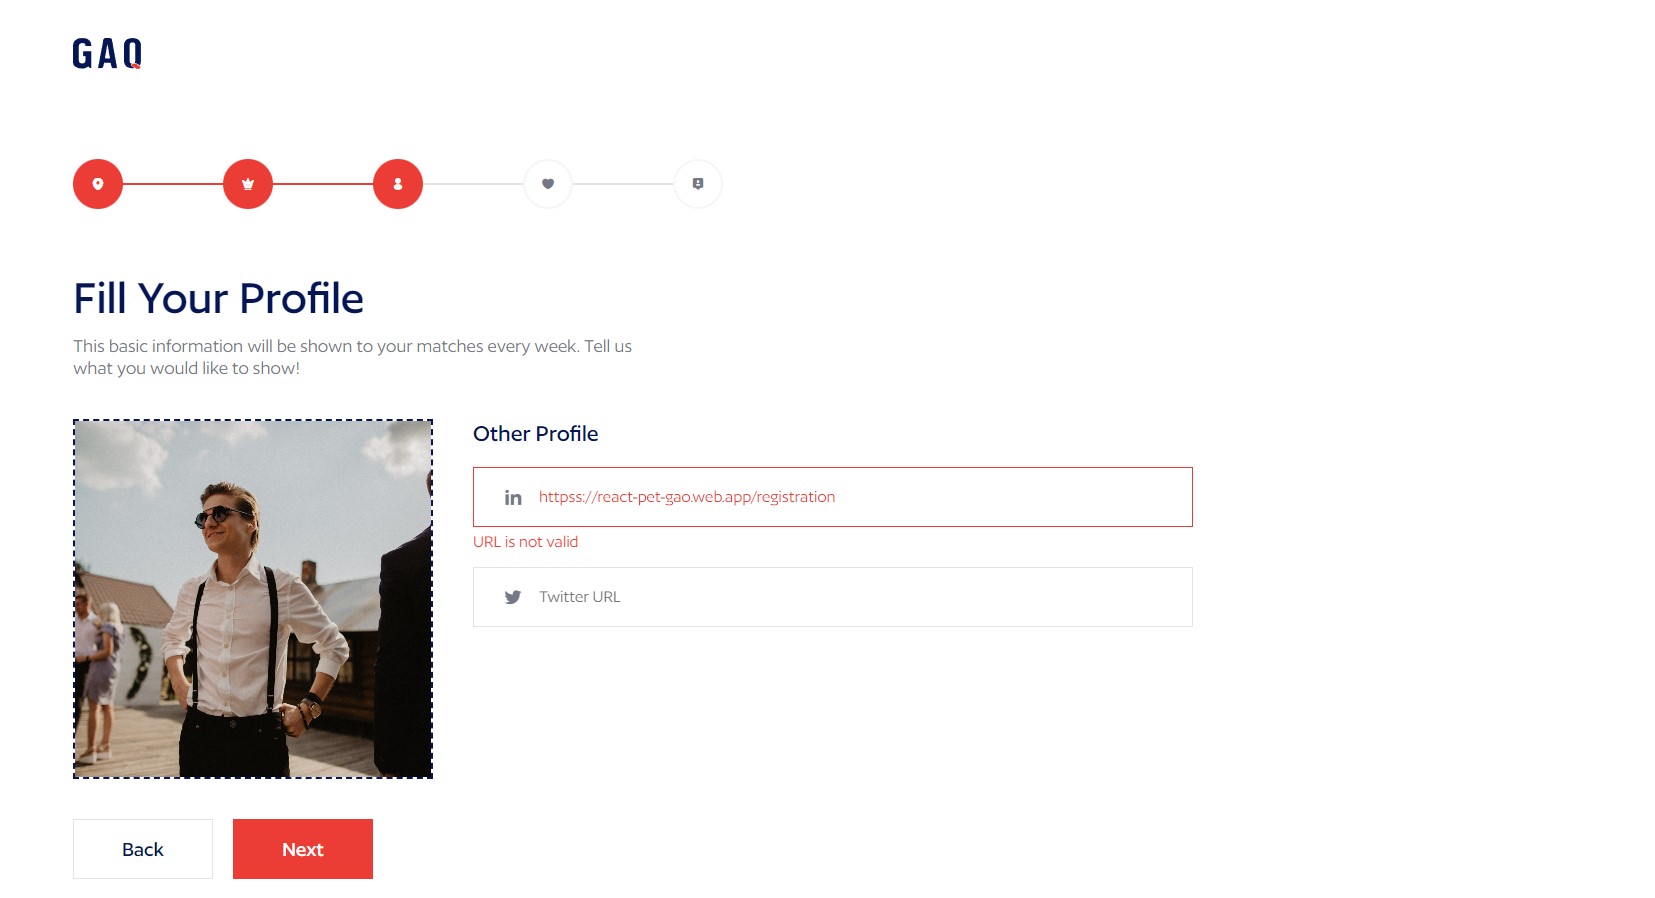 GAQ
Fill Your Profile
This basic information will be shown to your matches every week. Tell us
what you would like to show!
Other Profile
in httpss://react-pet-gao.web.app/registration
URL is not valid
Twitter URL
Back
Next